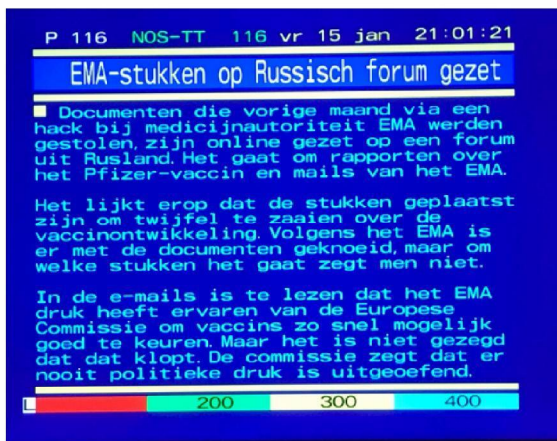 P 116 NOS-TT 116 vr 15 jan 21:01:21
EMA-stukken op Russisch forum gezet
Documenten die vorige maand via een
hack bij medicijnautoriteit EMA werden
gestolen, zijn online gezet op een forum
uit Rusland. Het gaat om rapporten over
het Pfizer-vaccin en mails van het EMA.
Het lijkt erop dat de stukken geplaatst
zijn om twijfel te zaaien over de
vaccinontwikkeling. Volgens het EMA is
er met de documenten geknoeid, maar om
welke stukken het gaat zegt men niet.
In de e-mails is te lezen dat het EMA
druk heeft ervaren van de Europese
Commissie om vaccins zo snel mogelijk
goed te keuren. Maar het is niet gezegd
dat dat klopt. De commissie zegt dat er
nooit politieke druk is uitgeoefend.
200 300 400